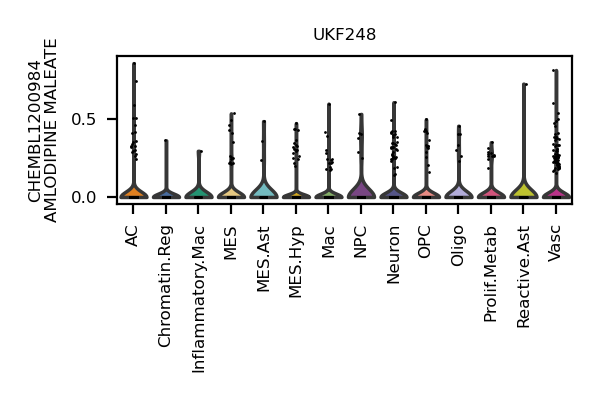 UKF248
CHEMBL1200984
AMLODIPINE MALEATE
0.5
0.0
AC
Chromatin.Reg
Inflammatory.Mac
MES
MES.Ast
MES.Hyp
Mac
NPC
Neuron
OPC
Oligo
Prolif.Metab
Reactive.Ast
Vasc